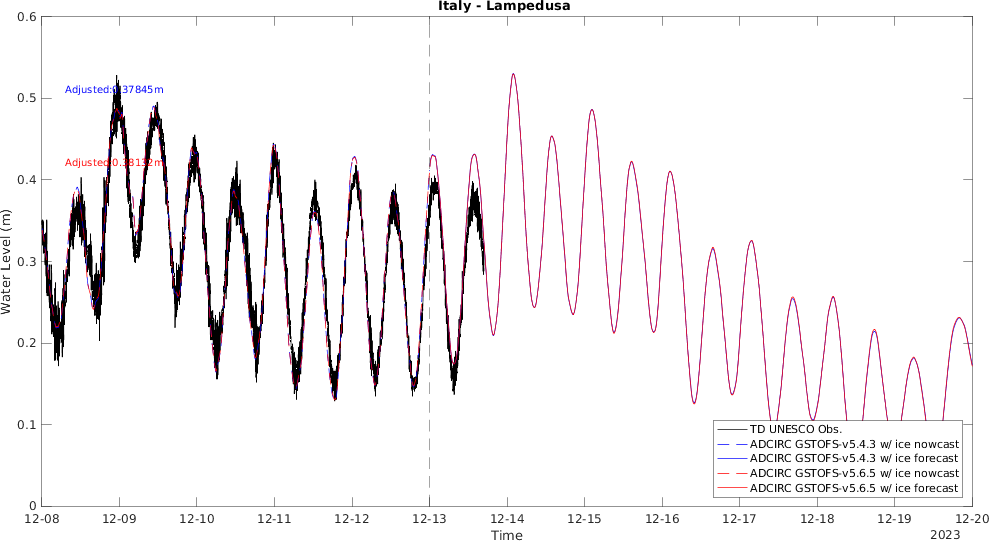 Italy - Lampedusa
Water Level (m)
0.6
0.5
0.4
0.3
0.2
0.1
0
Adjusted:0.37845m
Adjusted:0.38132m
TD UNESCO Obs.
ADCIRC GSTOFS-v5.4.3 w/ ice nowcast
ADCIRC GSTOFS-v5.4.3 w/ ice forecast
ADCIRC GSTOFS-v5.6.5 w/ ice nowcast
ADCIRC GSTOFS-v5.6.5 w/ ice forecast
12-08 12-09 12-10 12-11 12-12 12-13 12-14 12-15 12-16 12-17 12-18 12-19 12-20
Time
2023